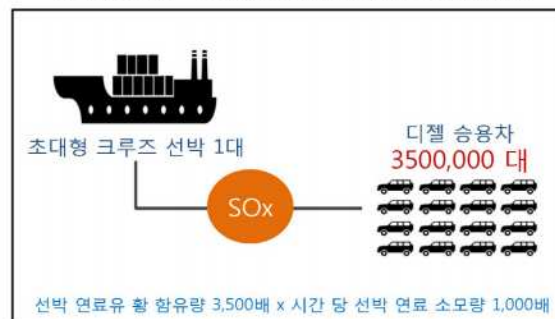 초대형 크루즈 선박 1대
디젤 승용차
3500,000 대
SOx
선박 연료유 황 함유량 3,500배 x 시간 당 선박 연료 소모량 1,000배